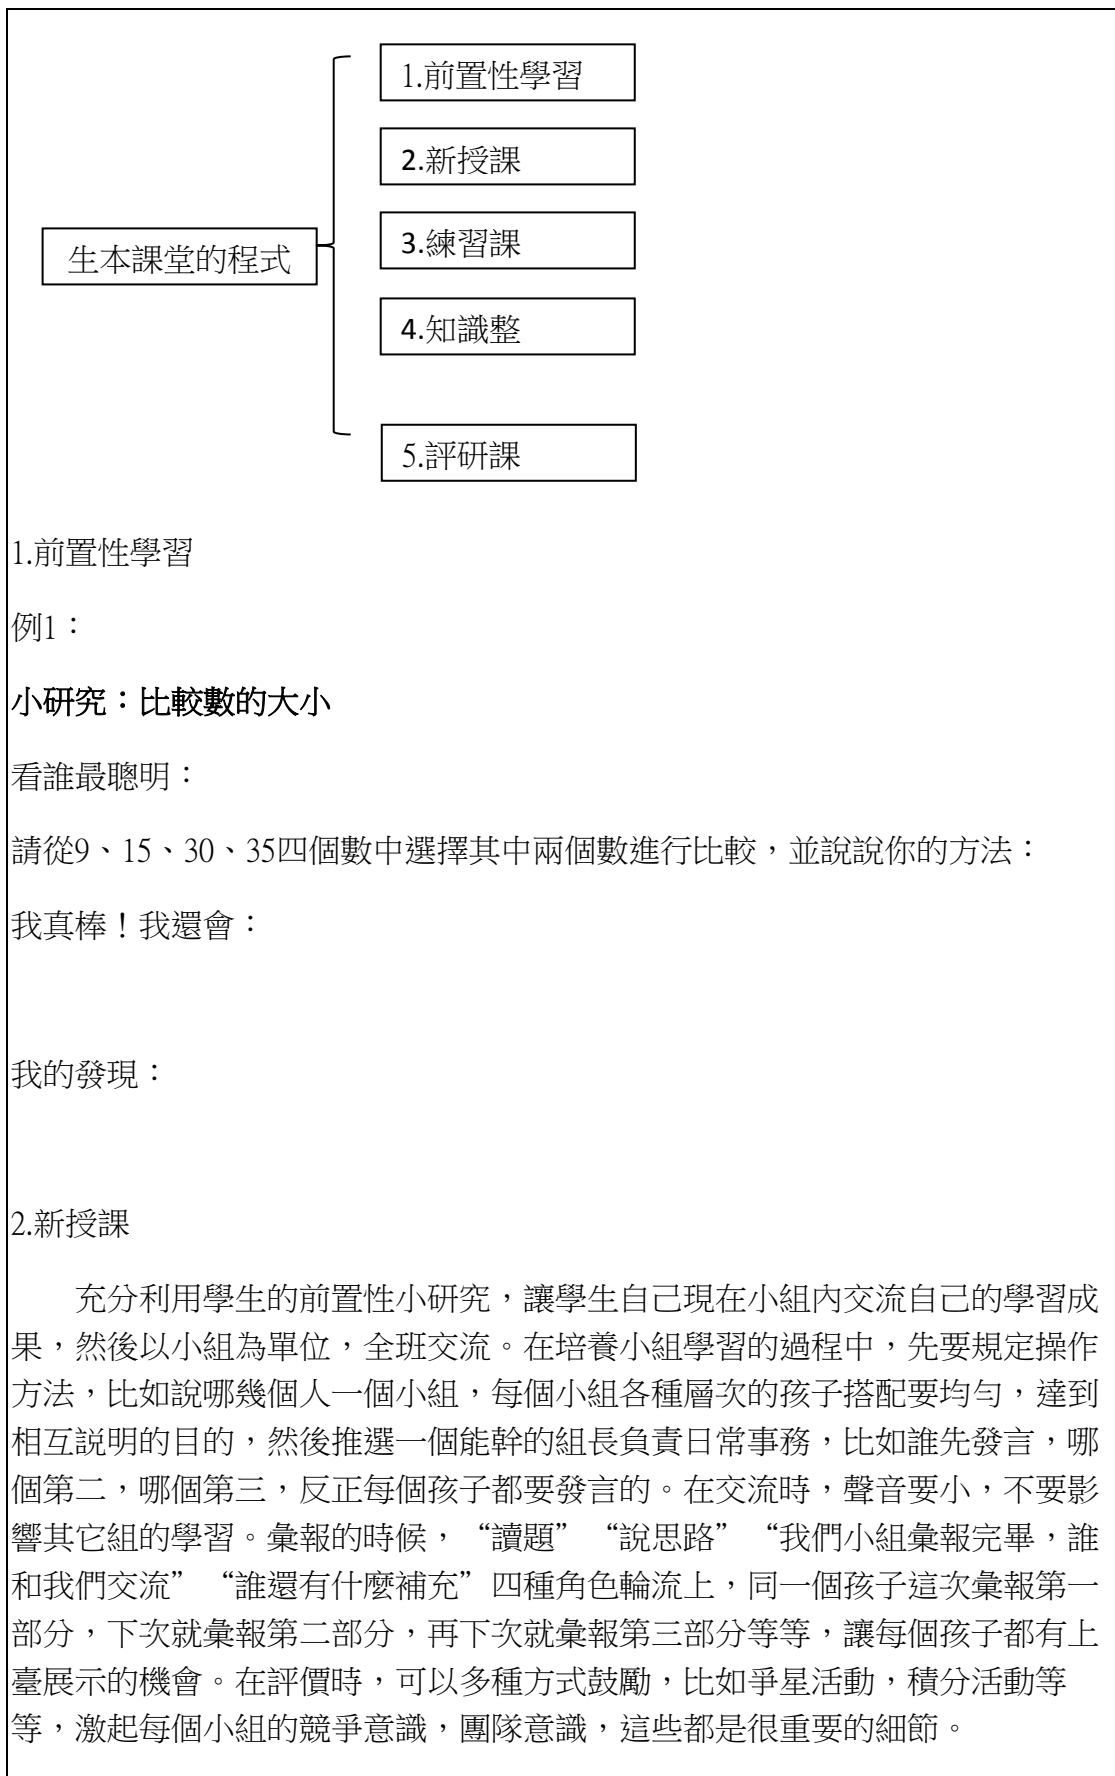 1.前置性學習
2.新授課
生本課堂的程式
3.練習課
4.知識整
5.評研課
1.前置性學習
例1：
小研究：比較數的大小
看誰最聰明：
請從9、15、30、35四個數中選擇其中兩個數進行比較，並說說你的方法：
我真棒！我還會：
我的發現：
2.新授課
充分利用學生的前置性小研究，讓學生自己現在小組內交流自己的學習成
果，然後以小組為單位，全班交流。在培養小組學習的過程中，先要規定操作
方法，比如說哪幾個人一個小組，每個小組各種層次的孩子搭配要均勻，達到
相互説明的目的，然後推選一個能幹的組長負責日常事務，比如誰先發言，哪
個第二，哪個第三，反正每個孩子都要發言的。在交流時，聲音要小，不要影
響其它組的學習。彙報的時候，“讀題”“說思路”“我們小組彙報完畢，誰
和我們交流”“誰還有什麼補充”四種角色輪流上，同一個孩子這次彙報第一
部分，下次就彙報第二部分，再下次就彙報第三部分等等，讓每個孩子都有上
臺展示的機會。在評價時，可以多種方式鼓勵，比如爭星活動，積分活動等
等，激起每個小組的競爭意識，團隊意識，這些都是很重要的細節。